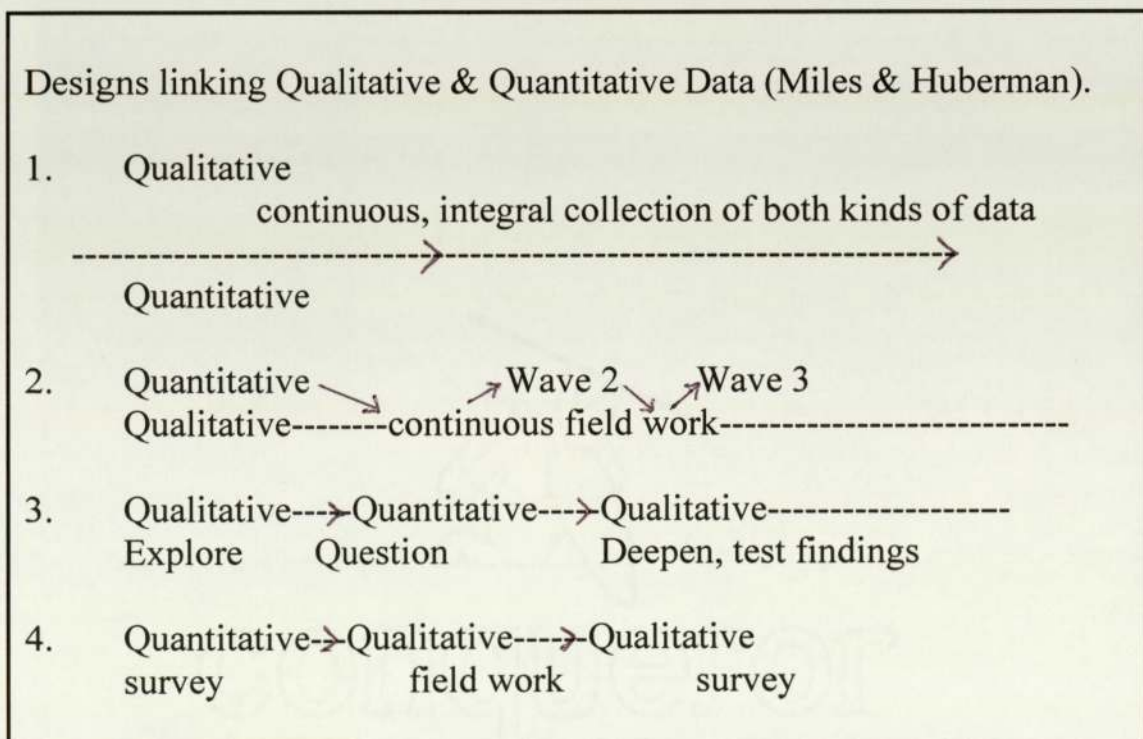 Designs linking Qualitative & Quantitative Data (Miles & Huberman).
1. Qualitative
continuous, integral collection of both kinds of data
------------------------------>------------------------------------------>
Quantitative
2. Quantitative Wave 2 Wave 3
Qualitative--------continuous field work---------------------------
3. Qualitative---->Quantitative---->Qualitative-------------------
Explore Question Deepen, test findings
4. Quantitative-->Qualitative----->Qualitative
survey field work survey
conqueror